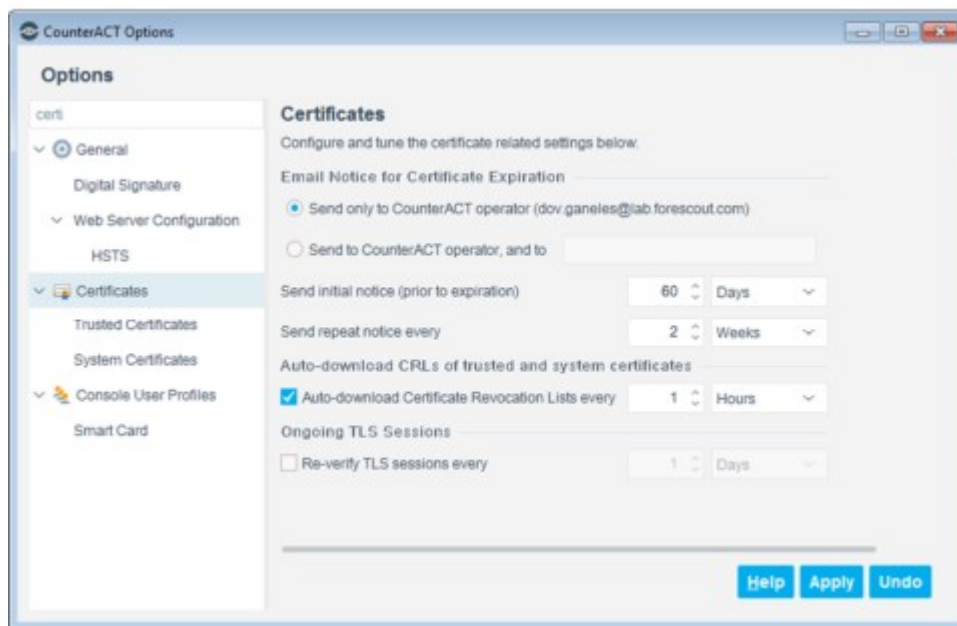 CounterACT Options
Options
certi
General
Digital Signature
Web Server Configuration
HSTS
Certificates
Trusted Certificates
System Certificates
Console User Profiles
Smart Card
Certificates
Configure and tune the certificate related settings below.
Email Notice for Certificate Expiration
Send only to CounterACT operator (dov.ganeles@lab.forescout.com)
Send to CounterACT operator, and to
Send initial notice (prior to expiration) 60 Days
Send repeat notice every 2 Weeks
Auto-download CRLs of trusted and system certificates
Auto-download Certificate Revocation Lists every 1 Hours
Ongoing TLS Sessions
Re-verify TLS sessions every 1 Days
Help Apply Undo